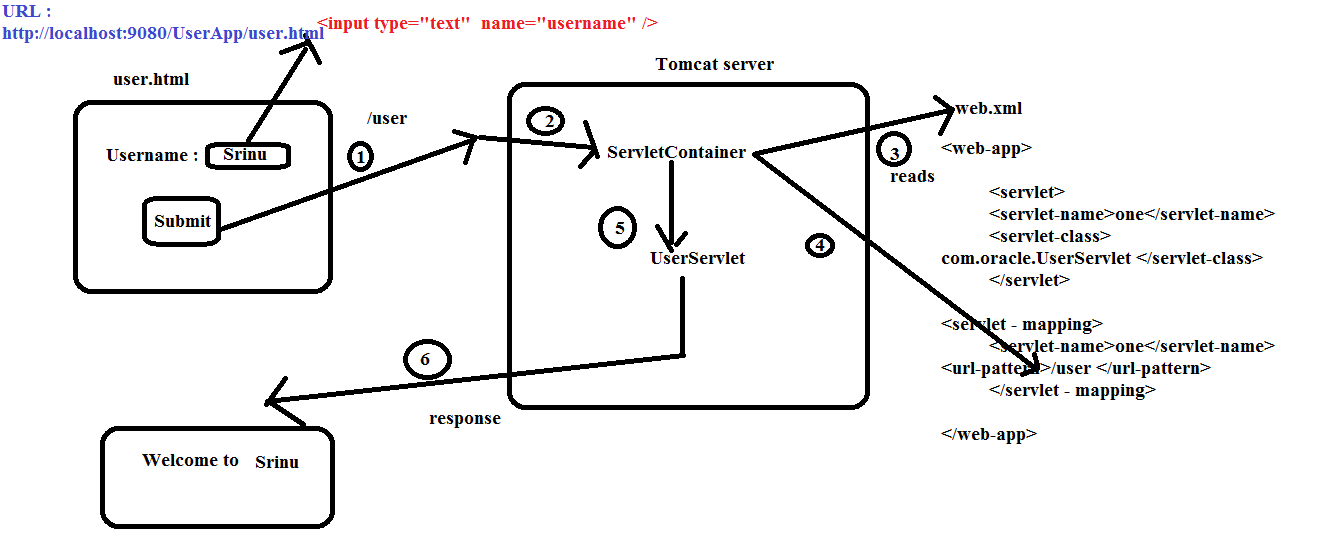 URL :
http://localhost:9080/UserApp/user.html
<input type="text"  name="username" />
user.html
Username :
Srinu
Submit
1
/user
2
Tomcat server
ServletContainer
5
UserServlet
3
reads
4
web.xml
<web-app>
<servlet>
<servlet-name>one</servlet-name>
<servlet-class>
com.oracle.UserServlet </servlet-class>
</servlet>
<servlet - mapping>
<servlet-name>one</servlet-name>
<url-pattern>/user </url-pattern>
</servlet - mapping>
</web-app>
6
response
Welcome to Srinu